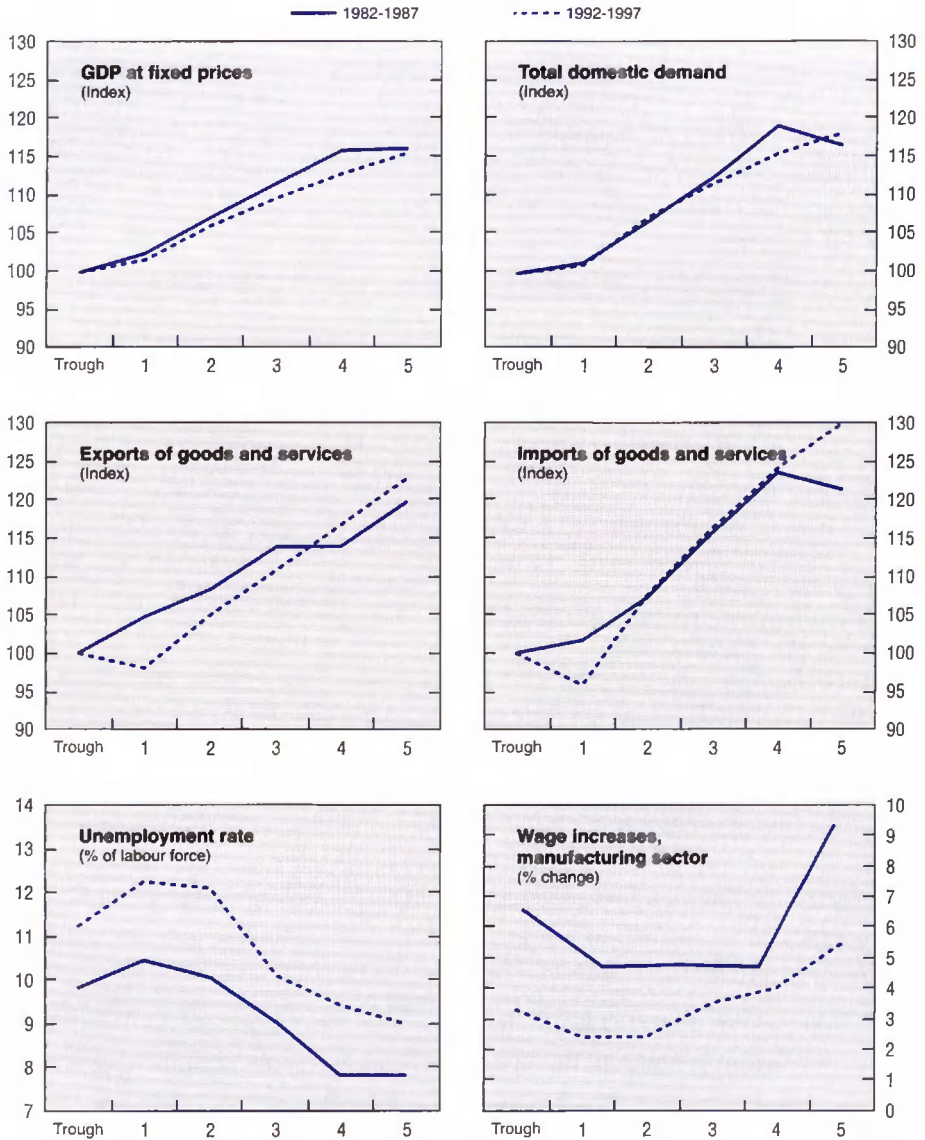 1982-1987 1992-1997
GDP at fixed prices
(Index)
130
125
120
115
110
105
100
95
90
Trough 1 2 3 4 5
Total domestic demand
(Index)
130
125
120
115
110
105
100
95
90
Trough 1 2 3 4 5
Exports of goods and services
(Index)
130
125
120
115
110
105
100
95
90
Trough 1 2 3 4 5
Imports of goods and services
(Index)
130
125
120
115
110
105
100
95
90
Trough 1 2 3 4 5
Unemployment rate
(% of labour force)
14
13
12
11
10
9
8
7
Trough 1 2 3 4 5
Wage increases,
manufacturing sector
(% change)
10
9
8
7
6
5
4
3
2
1
0
Trough 1 2 3 4 5